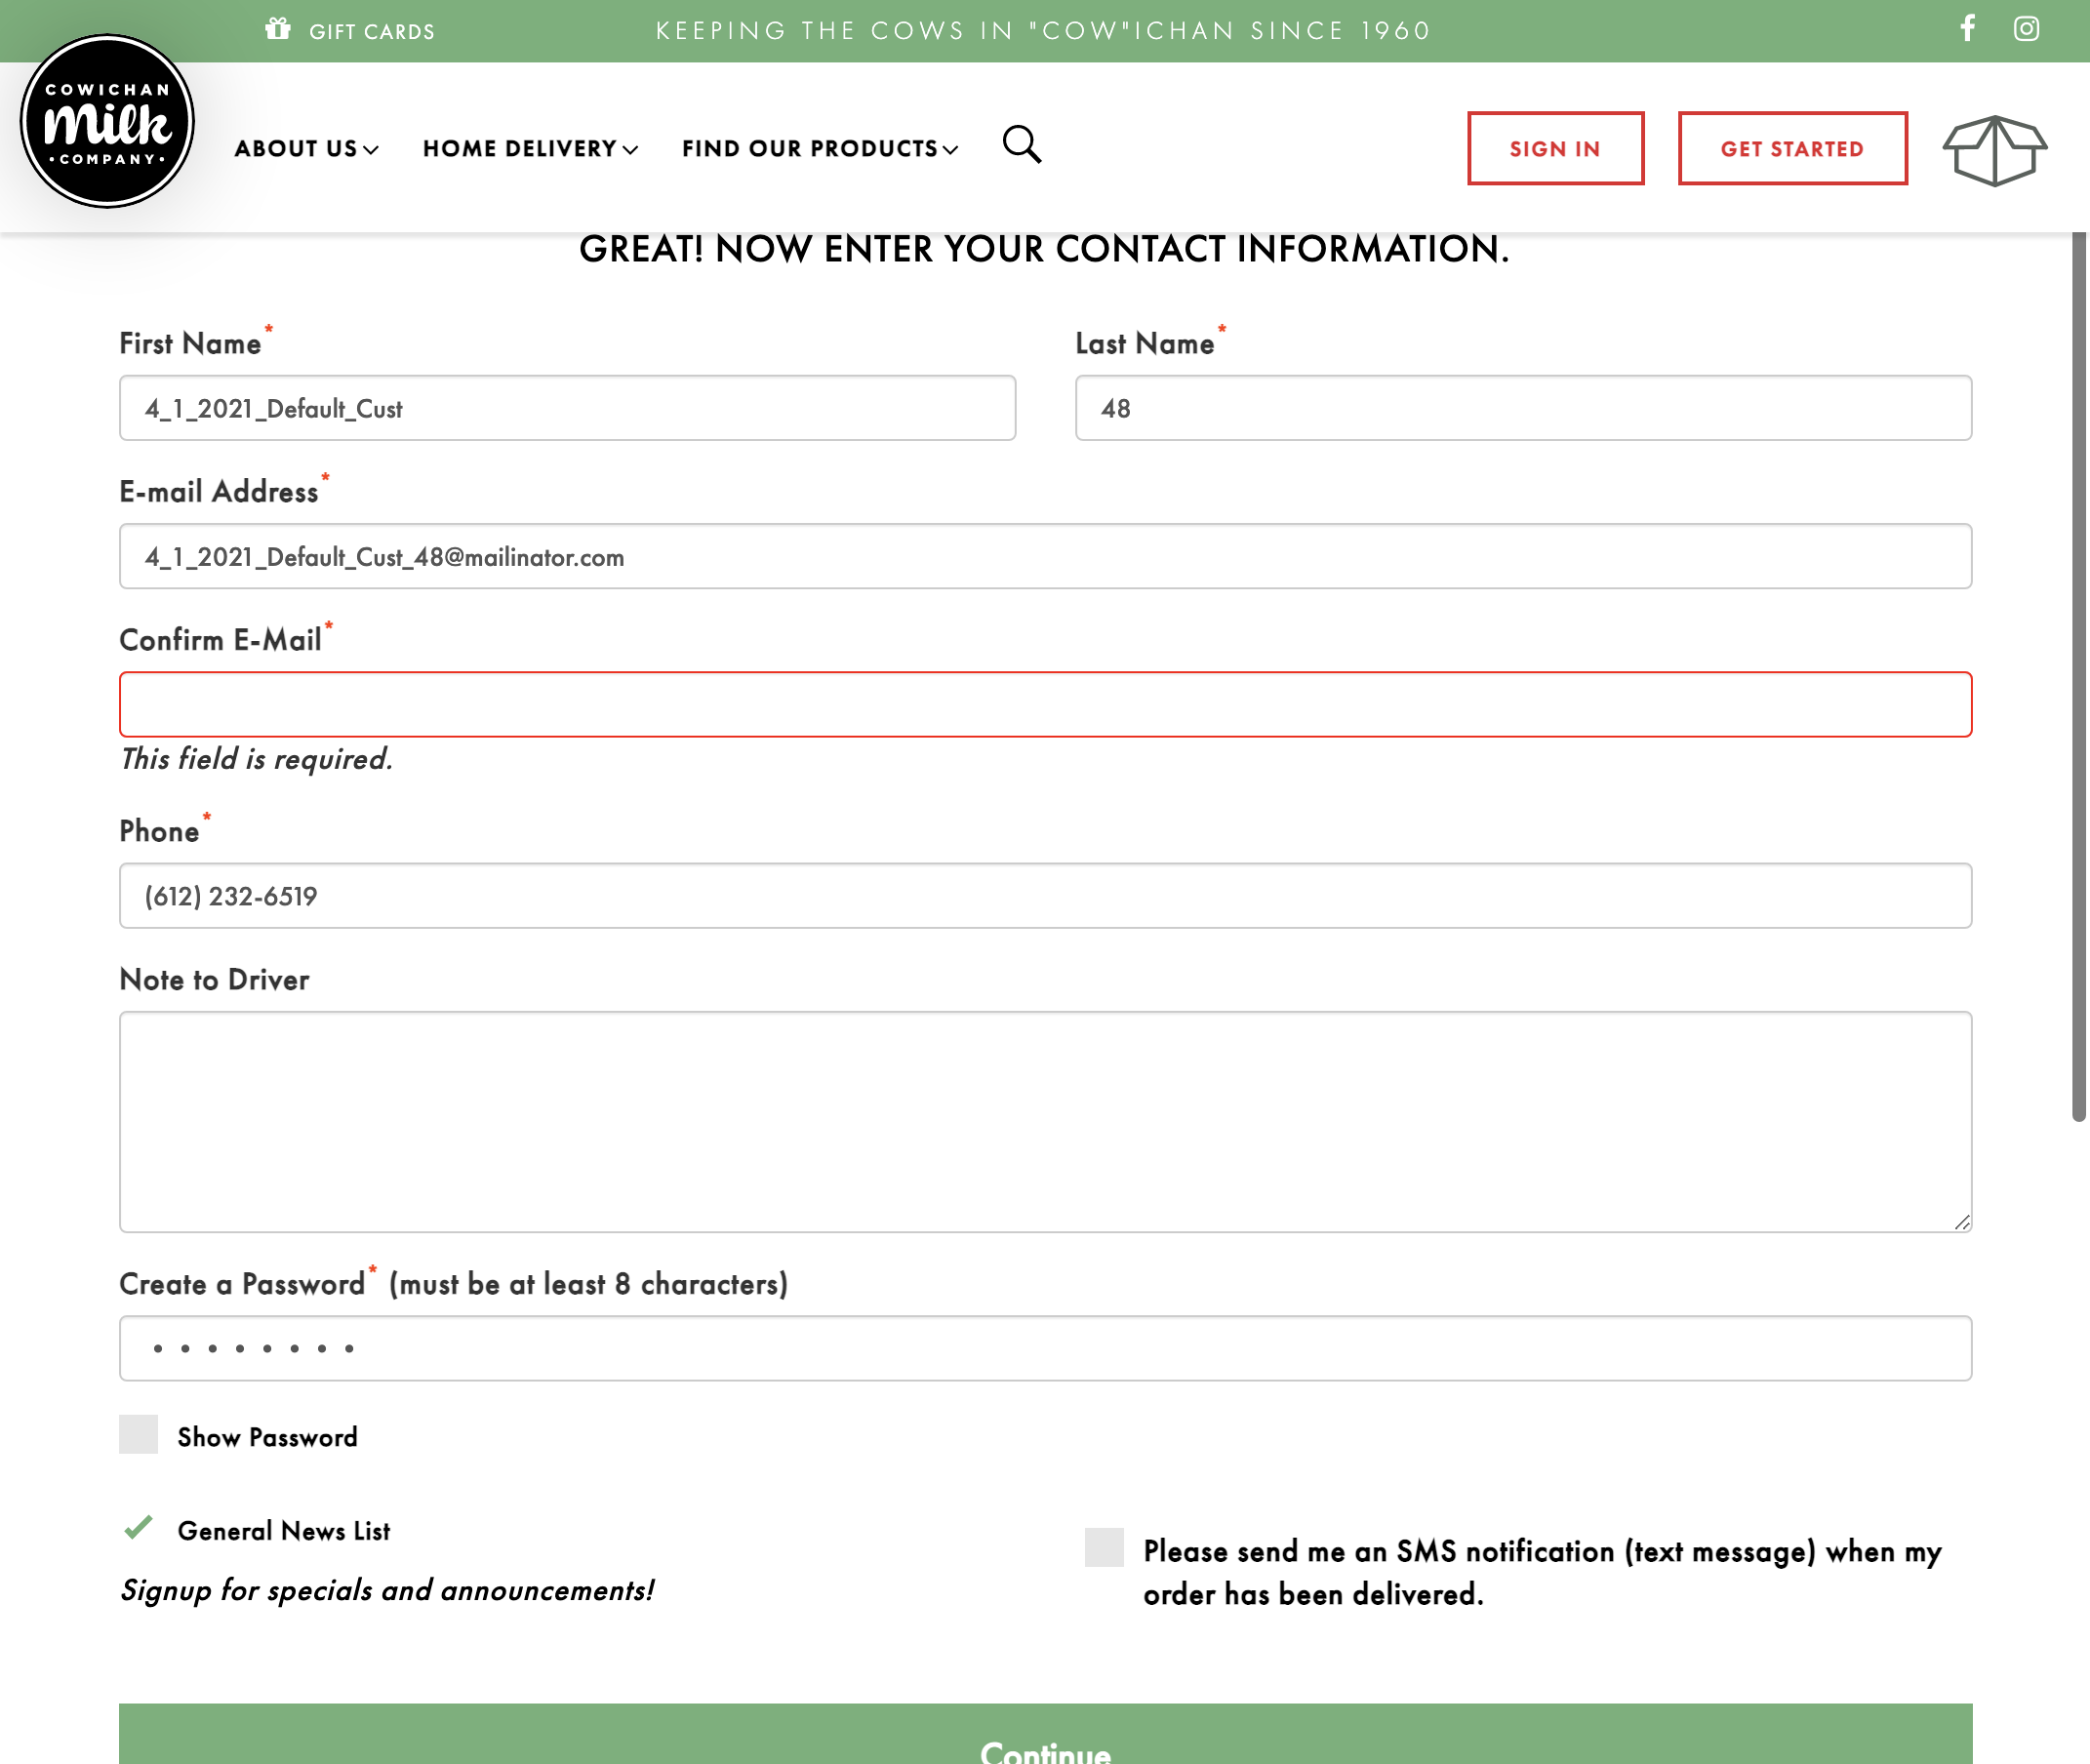 GIFT CARDS
KEEPING THE COWS IN "COW"ICHAN SINCE 1960
COWICHAN
milk
•COMPANY•
ABOUT US
HOME DELIVERY
FIND OUR PRODUCTS
SIGN IN
GET STARTED
GREAT! NOW ENTER YOUR CONTACT INFORMATION.
First Name*
Last Name*
4_1_2021_Default_Cust
48
E-mail Address*
4_1_2021_Default_Cust_48@mailinator.com
Confirm E-Mail*
This field is required.
Phone*
(612) 232-6519
Note to Driver
Create a Password* (must be at least 8 characters)
Show Password
General News List
Signup for specials and announcements!
Please send me an SMS notification (text message) when my
order has been delivered.
Continue